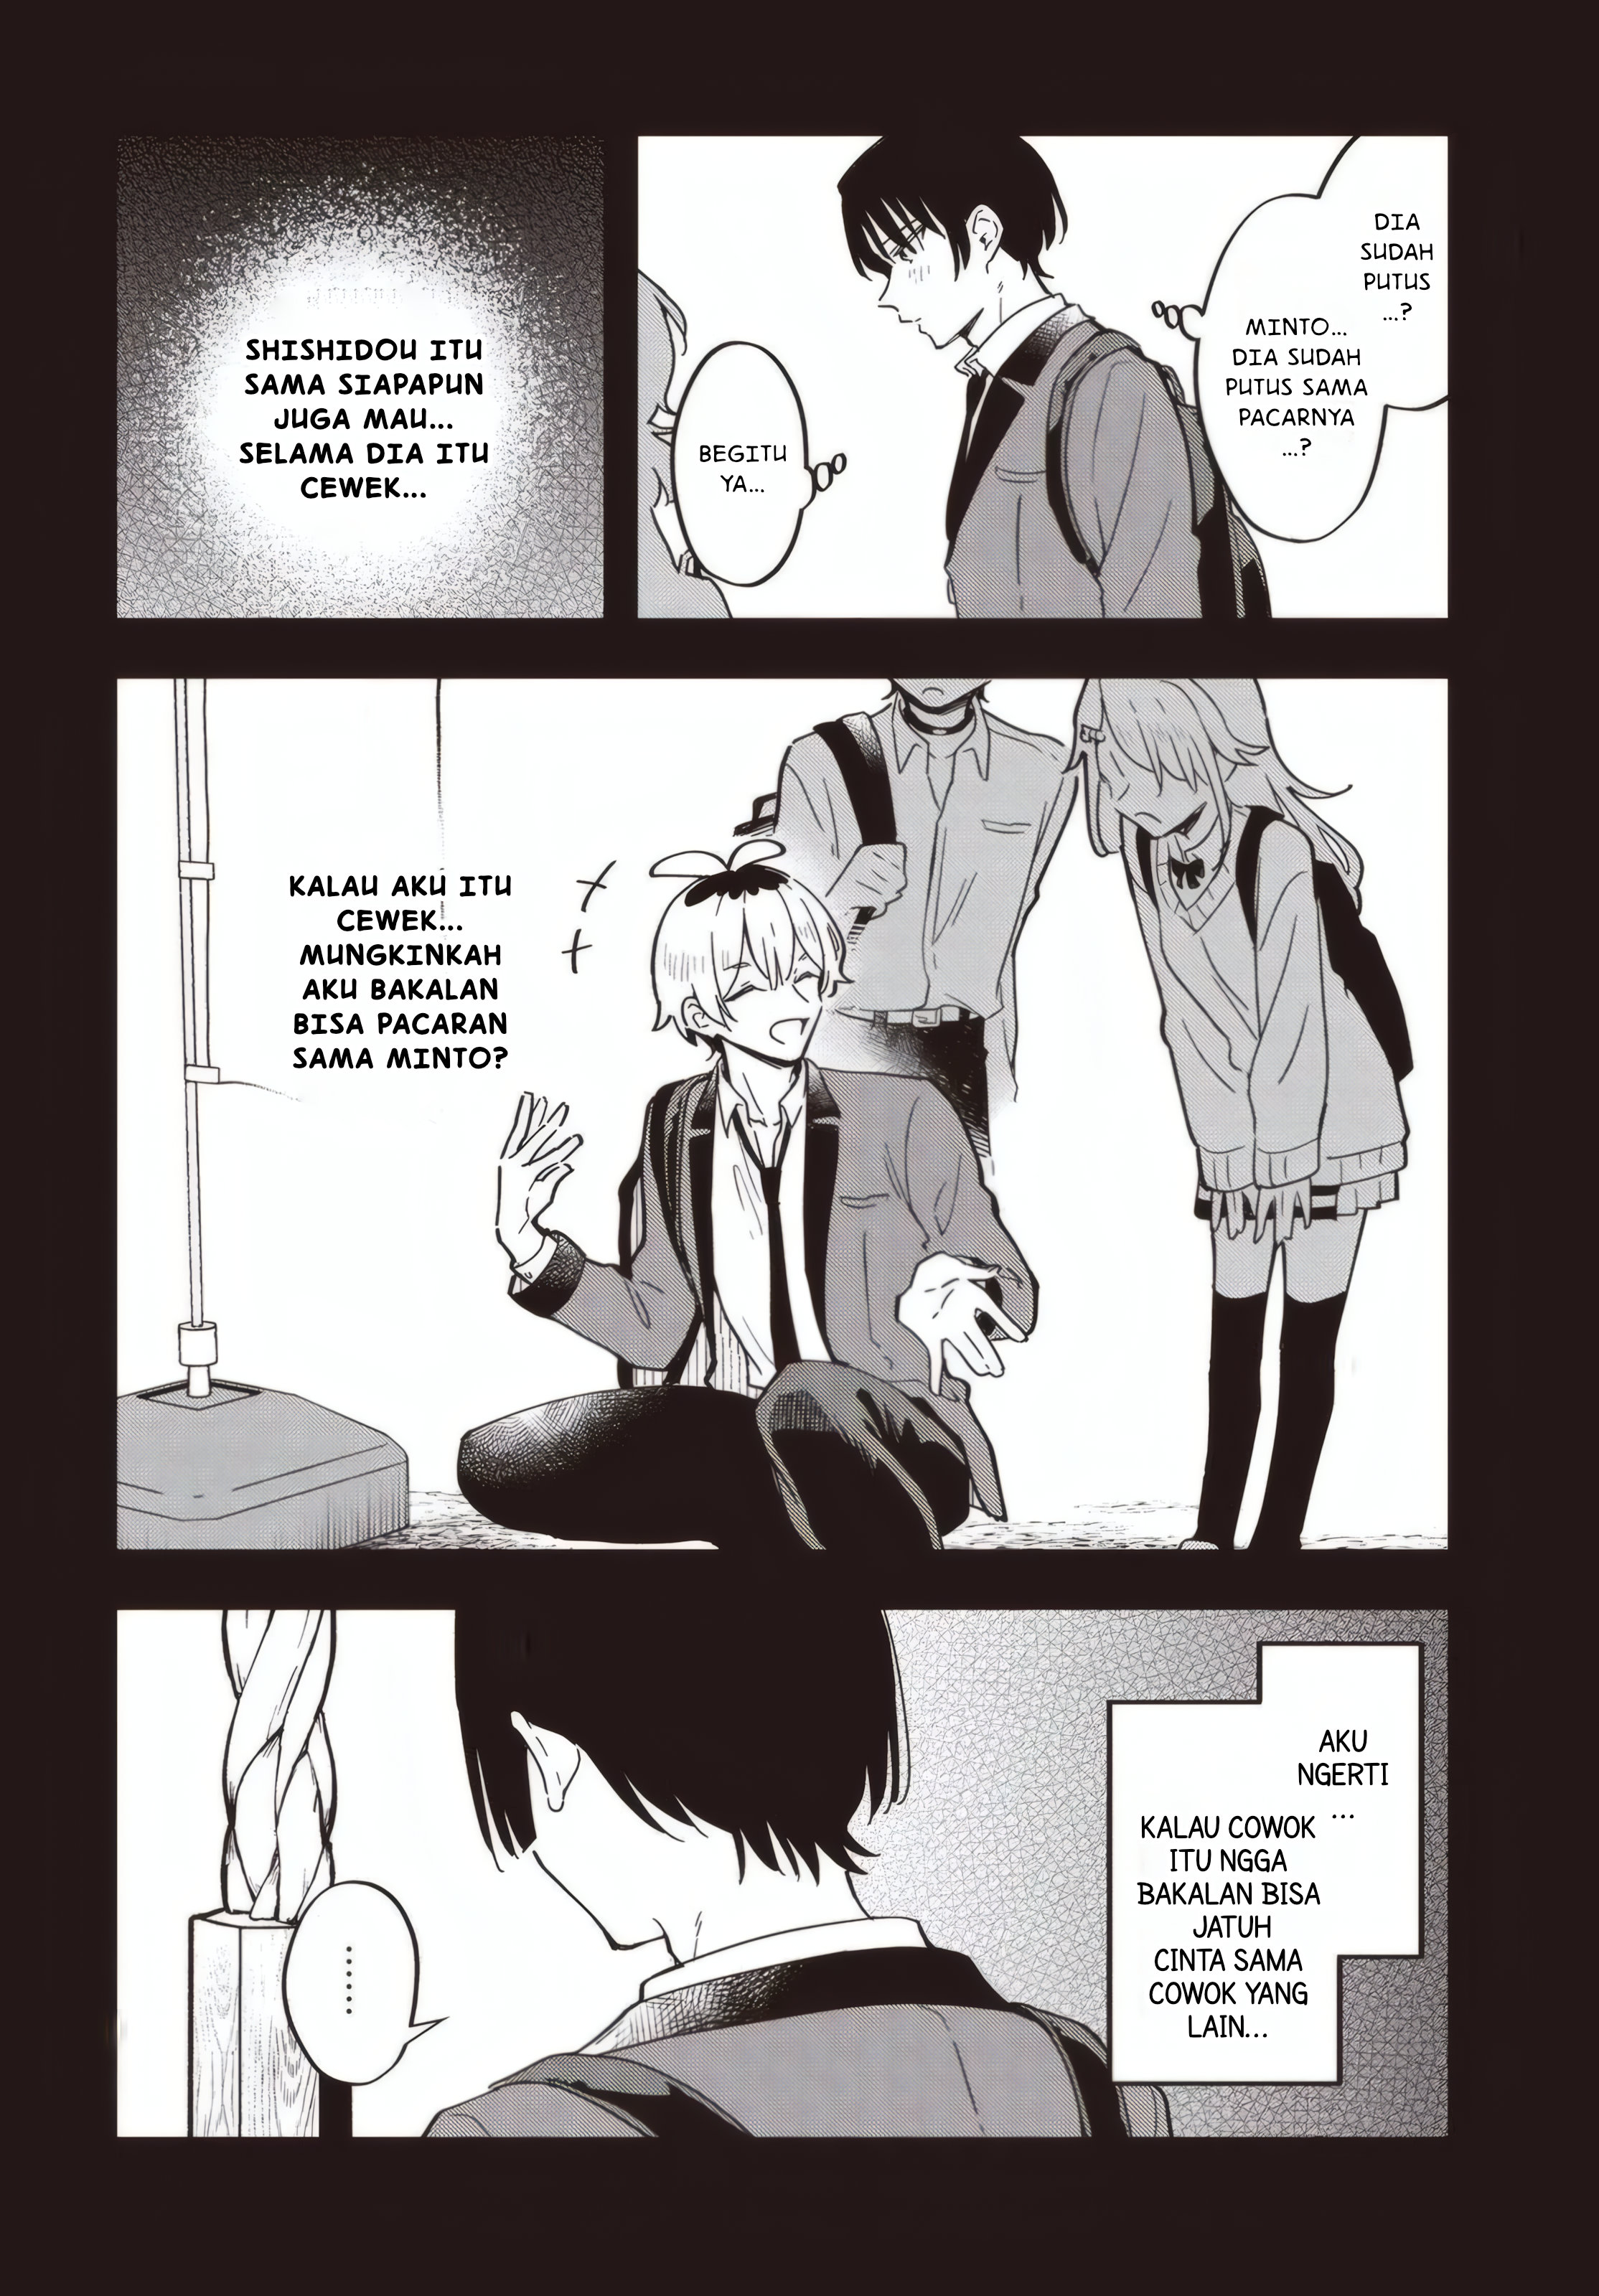 DIA
SUDAH
PUTUS
...?
MINTO...
DIA SUDAH
PUTUS SAMA
PACARNYA
...?
BEGITU
YA...
SHISHIDOU ITU
SAMA SIAPAPUN
JUGA MAU...
SELAMA DIA ITU
CEWEK...
KALAU AKU ITU
CEWEK...
MUNGKINKAH
AKU BAKALAN
BISA PACARAN
SAMA MINTO?
AKU
NGERTI
...
KALAU COWOK
ITU NGGA
BAKALAN BISA
JATUH
CINTA SAMA
COWOK YANG
LAIN...
......